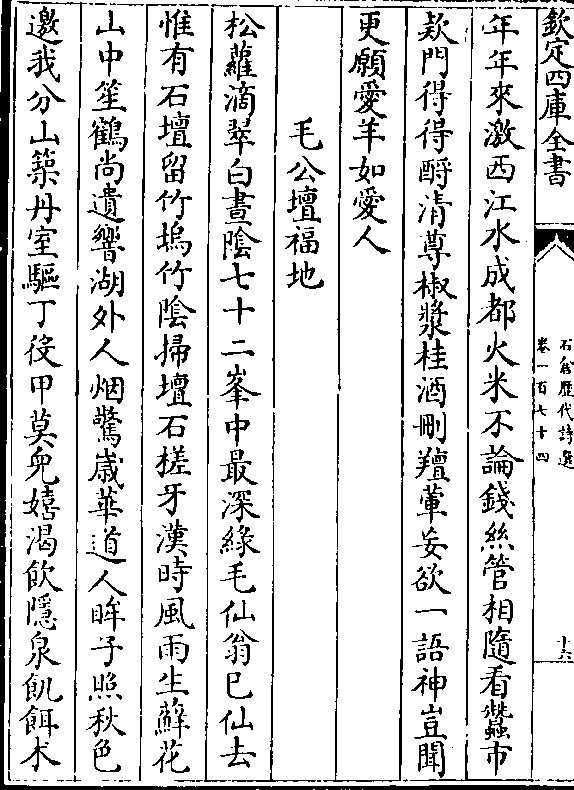 欽定四庫全書
石倉歷代詩選
卷一百七十四
十六
年年來激西江水成都火米不論錢絲管相隨看蠶市
欵門得得酹清尊椒漿桂酒刪羶葷妄欲一語神豈聞
更願愛羊如愛人
毛公壇福地
松蘿滴翠白晝陰七十二峯中最深緑毛仙翁已仙去
惟有石壇留竹塢竹陰掃壇石槎牙漢時風雨生蘚花
山中笙鶴尚遺響湖外人烟驚歳華道人眸子照秋色
邀我分山築丹室驅丁役甲莫兒嬉渴飲隱泉飢餌术